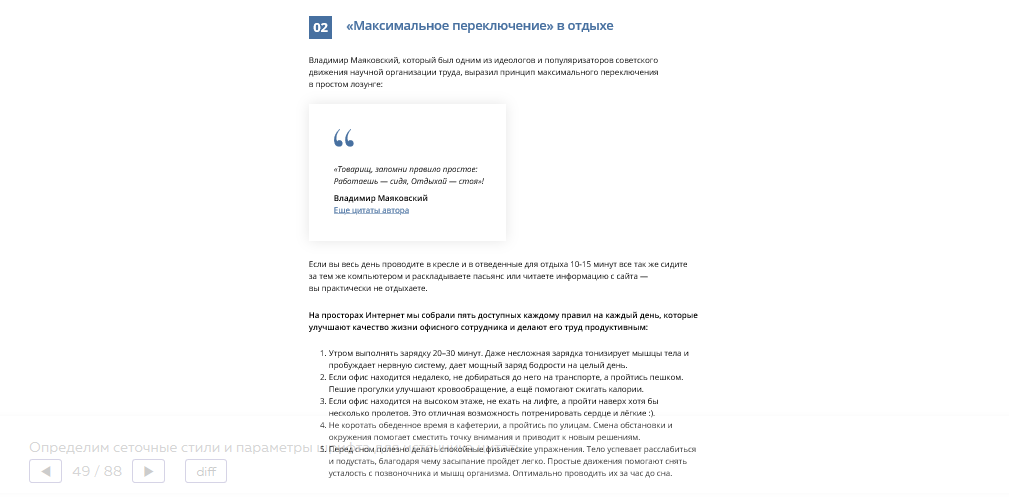 02 «Максимальное переключение» в отдыхе
Владимир Маяковский, который был одним из идеологов и популяризаторов советского
движения научной организации труда, выразил принцип максимального переключения
в простом лозунге:
“
«Товарищ, запомни правило простое:
Работаешь — сидя, Отдыхай — стоя»!
Владимир Маяковский
Еще цитаты автора
Если вы весь день проводите в кресле и в отведенные для отдыха 10-15 минут все так же сидите
за тем же компьютером и раскладываете пасьянс или читаете информацию с сайта —
вы практически не отдыхаете.
На просторах Интернет мы собрали пять доступных каждому правил на каждый день, которые
улучшают качество жизни офисного сотрудника и делают его труд продуктивным:
1. Утром выполнять зарядку 20–30 минут. Даже несложная зарядка тонизирует мышцы тела и
пробуждает нервную систему, дает мощный заряд бодрости на целый день.
2. Если офис находится недалеко, не добираться до него на транспорте, а пройтись пешком.
Пешие прогулки улучшают кровообращение, а ещё помогают сжигать калории.
3. Если офис находится на высоком этаже, не ехать на лифте, а пройти наверх хотя бы
несколько пролетов. Это отличная возможность потренировать сердце и лёгкие :).
4. Не коротать обеденное время в кафетерии, а пройтись по улицам. Смена обстановки и
окружения помогает сместить точку внимания и приводит к новым решениям.
5. Перед сном полезно делать спокойные физические упражнения. Тело успевает расслабиться
и подустать, благодаря чему засыпание пройдет легко. Простые движения помогают снять
усталость с позвоночника и мышц организма. Оптимально проводить их за час до сна.
Определим сеточные стили и параметры
49 / 88
diff